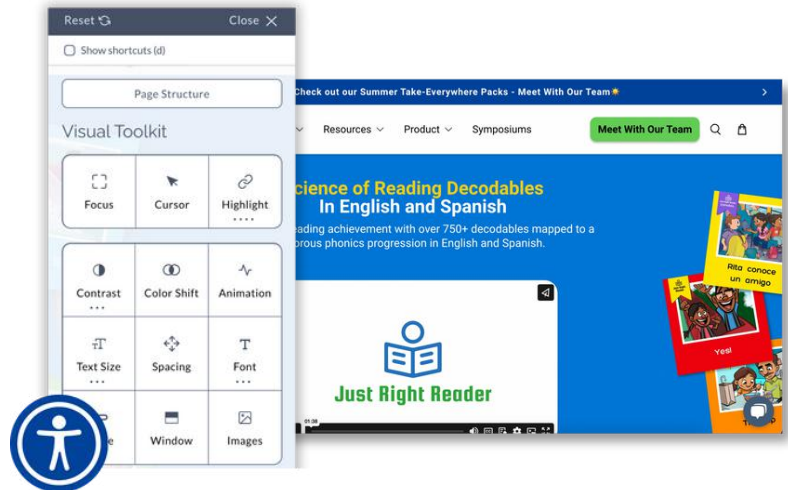 Reset Close
Show shortcuts (d)
Page Structure
Visual Toolkit
Focus Cursor Highlight
Contrast Color Shift Animation
Text Size Spacing Font
Window Images
Check out our Summer Take-Everywhere Packs - Meet With Our Team
Resources Product Symposiums Meet With Our Team
cience of Reading Decodables
In English and Spanish
eading achievement with over 750+ decodables mapped to a
orous phonics progression in English and Spanish.
Just Right Reader
01:38
Rita conoce
un amigo
Yes!